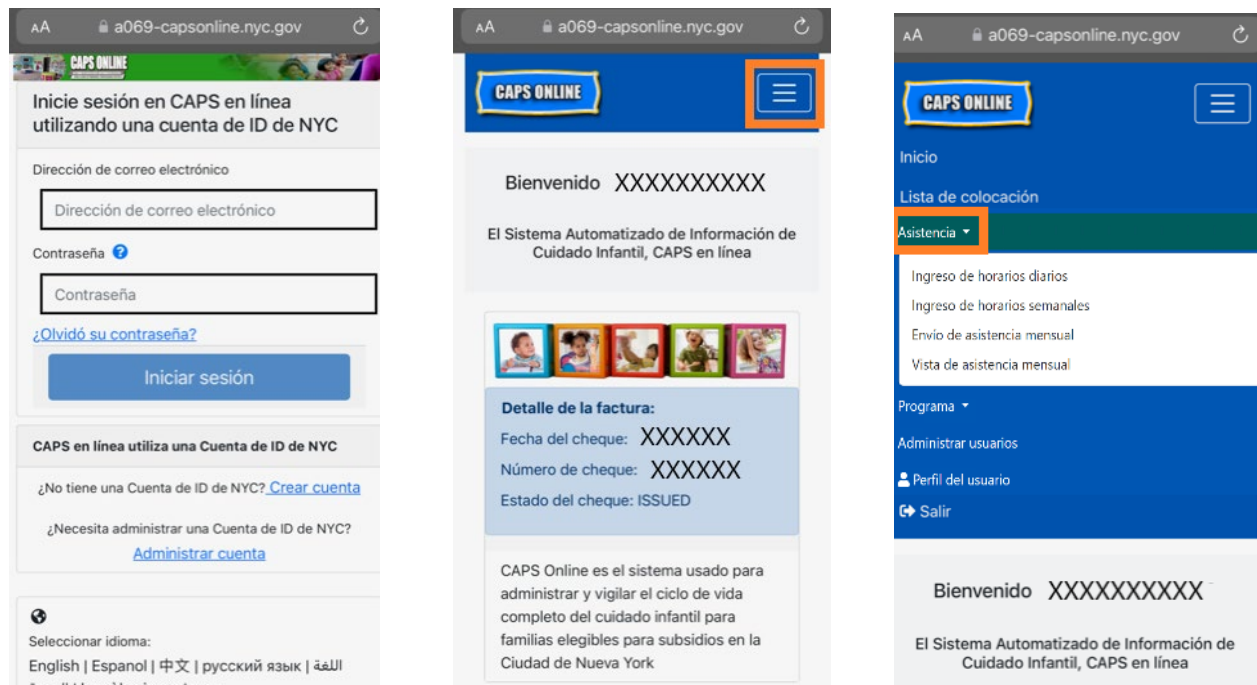 AA a069-capsonline.nyc.gov
CAPS ONLINE
Inicie sesión en CAPS en línea
utilizando una cuenta de ID de NYC
Dirección de correo electrónico
Dirección de correo electrónico
Contraseña ?
Contraseña
¿Olvidó su contraseña?
Iniciar sesión
CAPS en línea utiliza una Cuenta de ID de NYC
¿No tiene una Cuenta de ID de NYC? Crear cuenta
¿Necesita administrar una Cuenta de ID de NYC?
Administrar cuenta
Seleccionar idioma:
English | Espanol | 中文 | русский язык | اللغة
AA a069-capsonline.nyc.gov
CAPS ONLINE
Bienvenido XXXXXXXXXX
El Sistema Automatizado de Información de
Cuidado Infantil, CAPS en línea
Detalle de la factura:
Fecha del cheque: XXXXXX
Número de cheque: XXXXXX
Estado del cheque: ISSUED
CAPS Online es el sistema usado para
administrar y vigilar el ciclo de vida
completo del cuidado infantil para
familias elegibles para subsidios en la
Ciudad de Nueva York
AA a069-capsonline.nyc.gov
CAPS ONLINE
Inicio
Lista de colocación
Asistencia
Ingreso de horarios diarios
Ingreso de horarios semanales
Envio de asistencia mensual
Vista de asistencia mensual
Programa
Administrar usuarios
Perfil del usuario
Salir
Bienvenido XXXXXXXXXX
El Sistema Automatizado de Información de
Cuidado Infantil, CAPS en línea